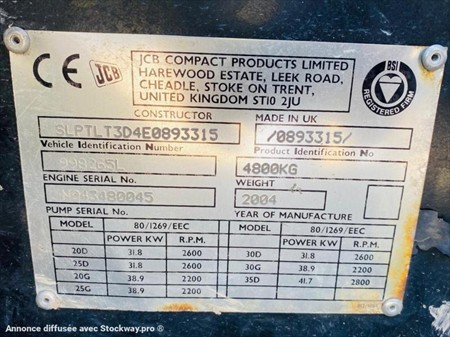 CE JCB
JCB COMPACT PRODUCTS LIMITED
HAREWOOD ESTATE, LEEK ROAD,
CHEADLE, STOKE ON TRENT,
UNITED KINGDOM ST10 2JU
BSI
REGISTERED FIRM
CONSTRUCTOR MADE IN UK
SLPTLT3D4E0893315 /0893315/
Vehicle Identification Number Product Identification No
4800KG
ENGINE SERIAL No. WEIGHT
2004
PUMP SERIAL No. YEAR OF MANUFACTURE
MODEL 80/1269/EEC MODEL 80/1269/EEC
POWER KW R.P.M. POWER KW R.P.M.
20D 31.8 2600 30D 31.8 2600
25D 31.8 2600 30G 38.9 2200
20G 38.9 2200 35D 41.7 2800
25G 38.9 2200
Annonce diffusée avec Stockway.pro ®